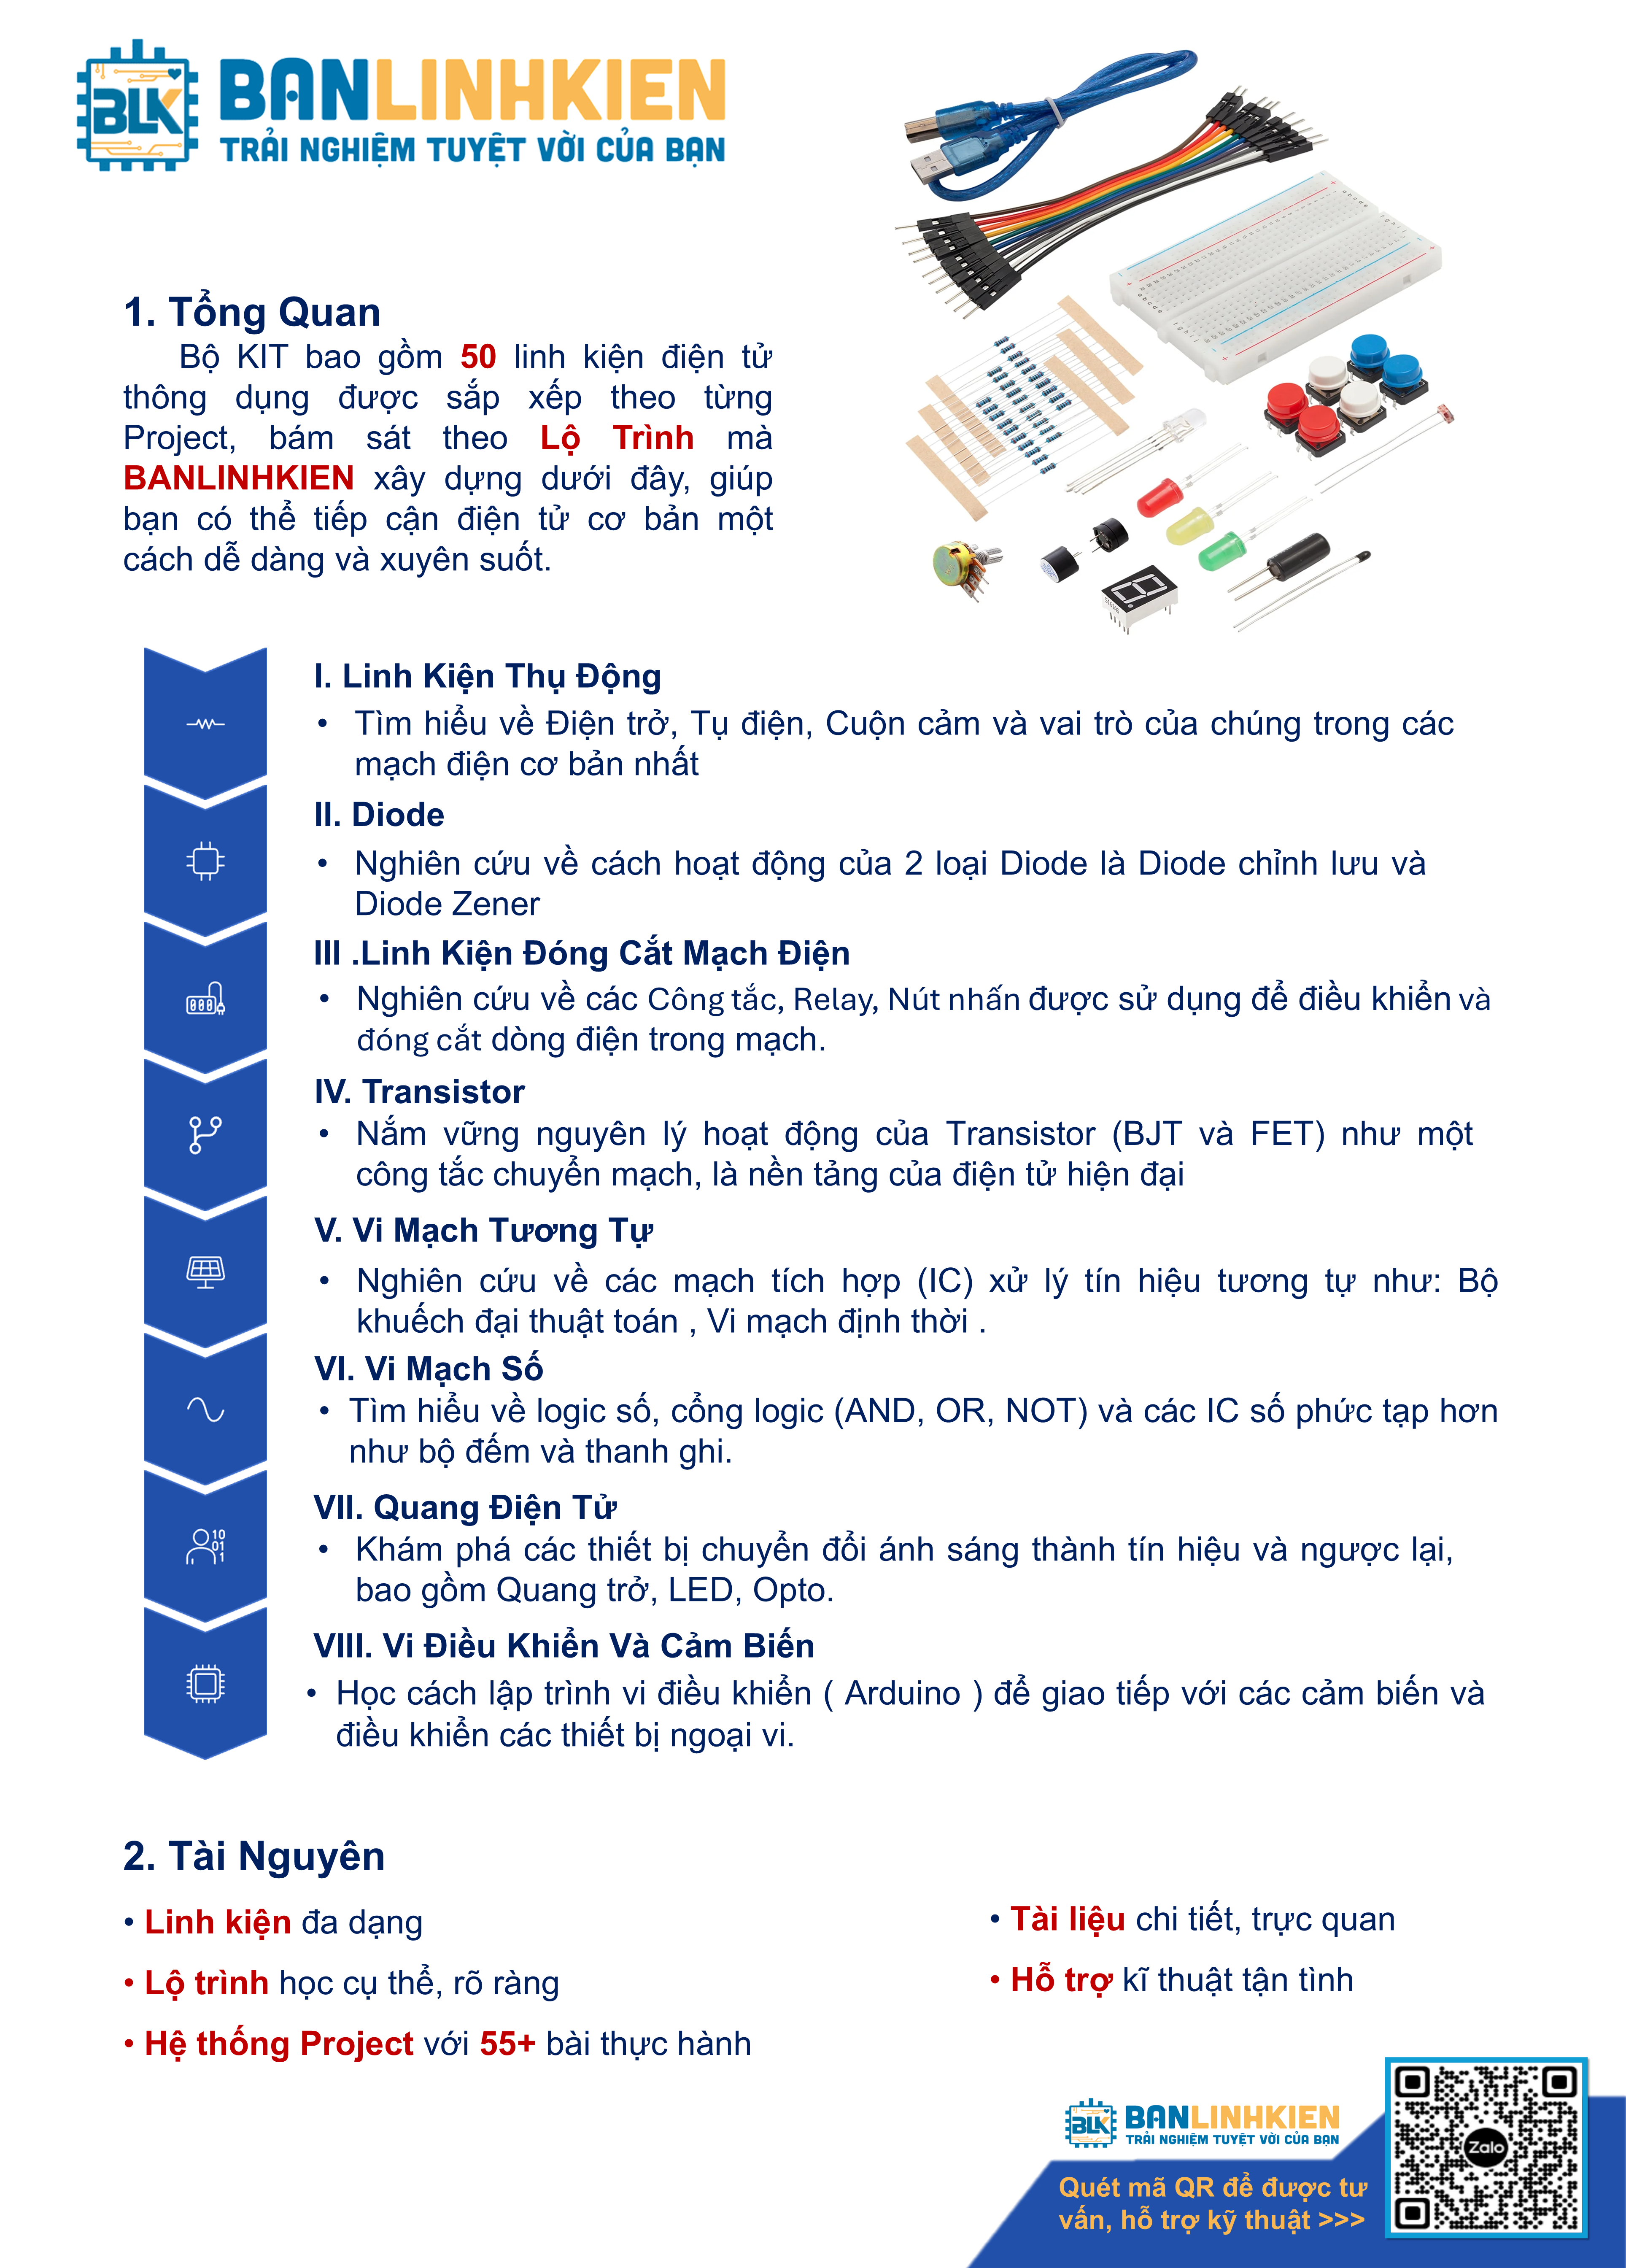 BLK
BANLINHKIEN
TRẢI NGHIỆM TUYỆT VỜI CỦA BẠN
1. Tổng Quan
Bộ KIT bao gồm 50 linh kiện điện tử
thông dụng được sắp xếp theo từng
Project, bám sát theo Lộ Trình mà
BANLINHKIEN xây dựng dưới đây, giúp
bạn có thể tiếp cận điện tử cơ bản một
cách dễ dàng và xuyên suốt.
I. Linh Kiện Thụ Động
• Tìm hiểu về Điện trở, Tụ điện, Cuộn cảm và vai trò của chúng trong các
mạch điện cơ bản nhất
II. Diode
• Nghiên cứu về cách hoạt động của 2 loại Diode là Diode chỉnh lưu và
Diode Zener
III .Linh Kiện Đóng Cắt Mạch Điện
• Nghiên cứu về các Công tắc, Relay, Nút nhấn được sử dụng để điều khiển và
đóng cắt dòng điện trong mạch.
IV. Transistor
• Nắm vững nguyên lý hoạt động của Transistor (BJT và FET) như một
công tắc chuyển mạch, là nền tảng của điện tử hiện đại
V. Vi Mạch Tương Tự
• Nghiên cứu về các mạch tích hợp (IC) xử lý tín hiệu tương tự như: Bộ
khuếch đại thuật toán , Vi mạch định thời .
VI. Vi Mạch Số
• Tìm hiểu về logic số, cổng logic (AND, OR, NOT) và các IC số phức tạp hơn
như bộ đếm và thanh ghi.
VII. Quang Điện Tử
• Khám phá các thiết bị chuyển đổi ánh sáng thành tín hiệu và ngược lại,
bao gồm Quang trở, LED, Opto.
VIII. Vi Điều Khiển Và Cảm Biến
• Học cách lập trình vi điều khiển ( Arduino ) để giao tiếp với các cảm biến và
điều khiển các thiết bị ngoại vi.
2. Tài Nguyên
• Linh kiện đa dạng
• Lộ trình học cụ thể, rõ ràng
• Hệ thống Project với 55+ bài thực hành
• Tài liệu chi tiết, trực quan
• Hỗ trợ kĩ thuật tận tình
BLK
BANLINHKIEN
TRẢI NGHIỆM TUYỆT VỜI CỦA BẠN
Quét mã QR để được tư
vấn, hỗ trợ kỹ thuật >>>
Zalo